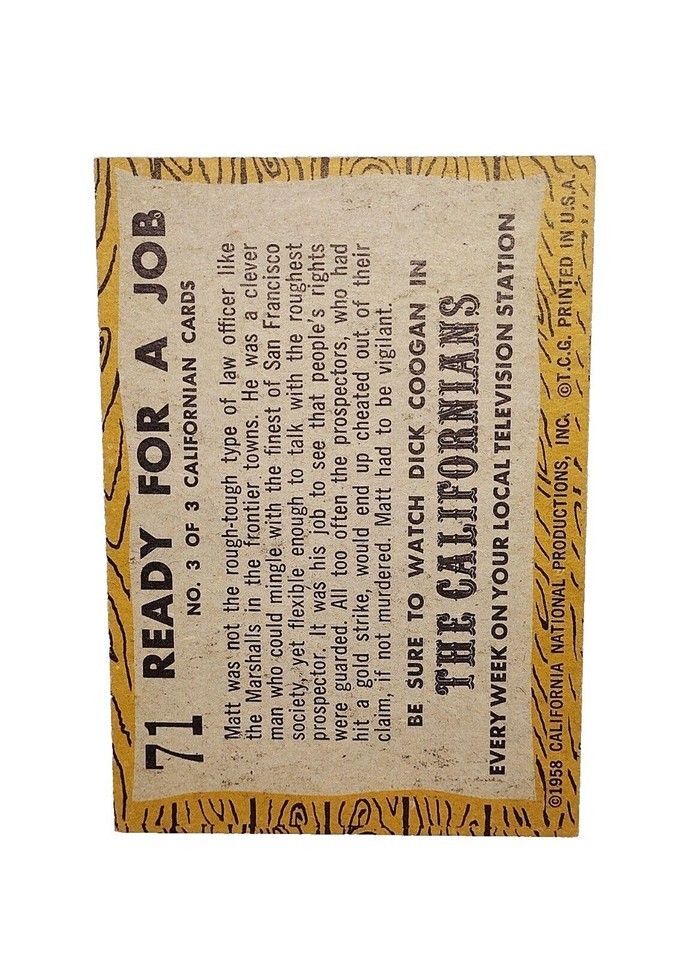 71 READY FOR A JOB
NO. 3 OF 3 CALIFORNIAN CARDS
Matt was not the rough-tough type of law officer like
the Marshalls in the frontier towns. He was a clever
man who could mingle with the finest of San Francisco
society, yet flexible enough to talk with the roughest
prospector. It was his job to see that people's rights
were guarded. All too often the prospectors, who had
hit a gold strike, would end up cheated out of their
claim, if not murdered. Matt had to be vigilant.
BE SURE TO WATCH DICK COOGAN IN
THE CALIFORNIANS
EVERY WEEK ON YOUR LOCAL TELEVISION STATION
©1958 CALIFORNIA NATIONAL PRODUCTIONS, INC. ©T.C.G. PRINTED IN U.S.A.